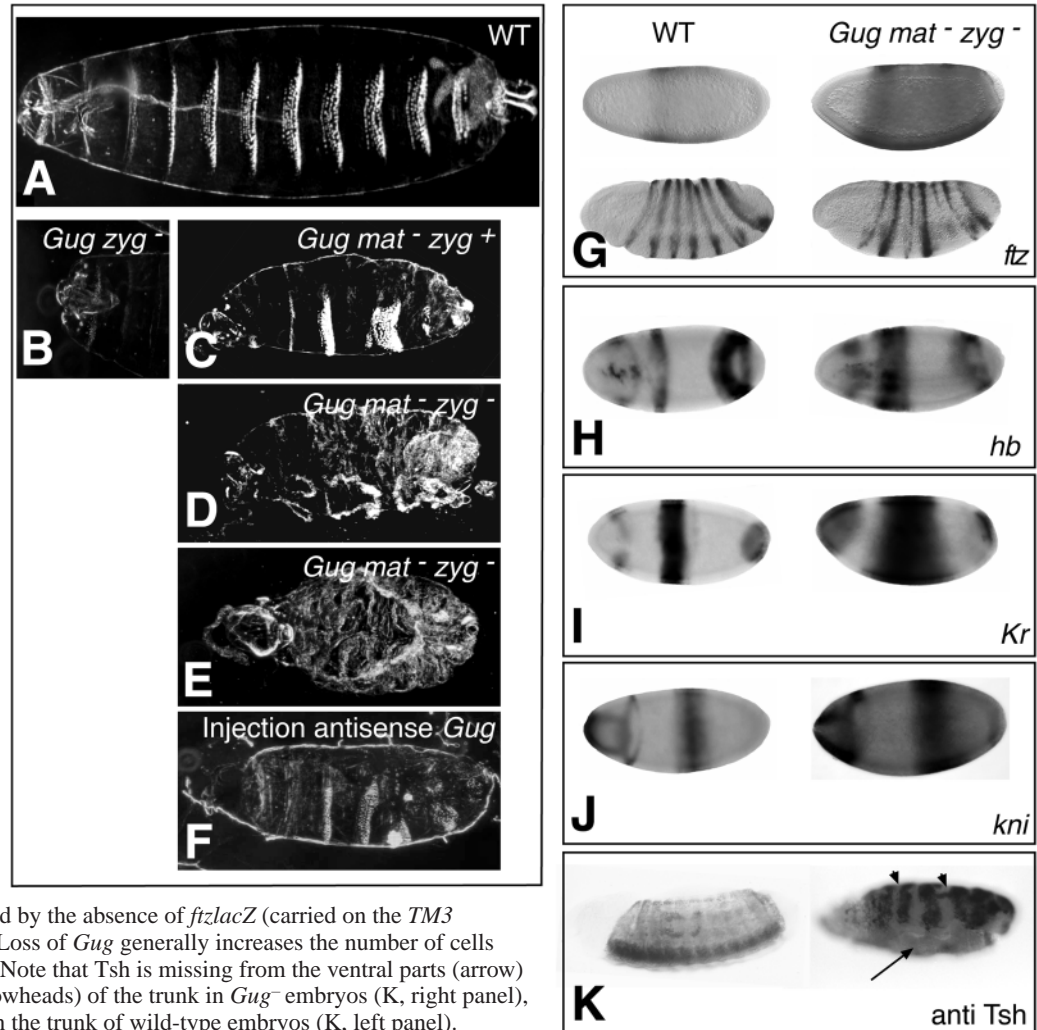 WT
A
Gug zyg -
B
Gug mat - zyg +
C
Gug mat - zyg -
D
Gug mat - zyg -
E
Injection antisense Gug
F
WT
Gug mat - zyg -
G
ftz
H
hb
I
Kr
J
kni
K
anti Tsh
d by the absence of ftzlacZ (carried on the TM3
Loss of Gug generally increases the number of cells
Note that Tsh is missing from the ventral parts (arrow)
owheads) of the trunk in Gug– embryos (K, right panel),
n the trunk of wild-type embryos (K, left panel).